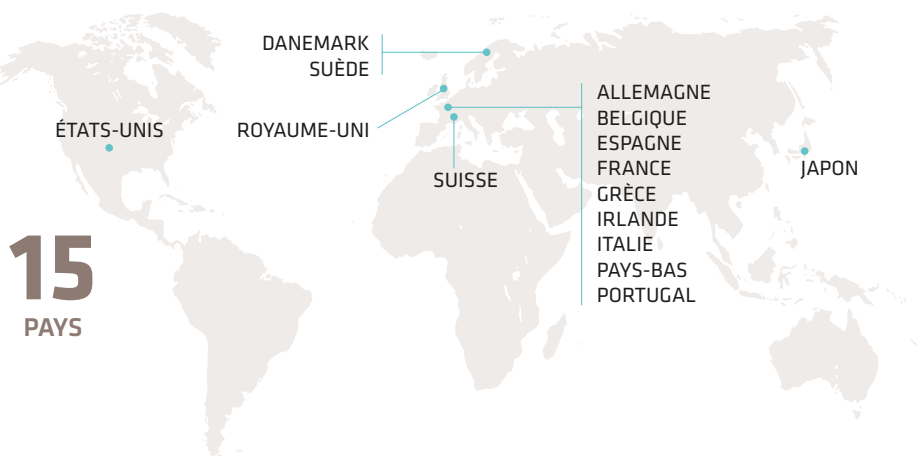 DANEMARK
SUÈDE
ROYAUME-UNI
ÉTATS-UNIS
SUISSE
ALLEMAGNE
BELGIQUE
ESPAGNE
FRANCE
GRÈCE
IRLANDE
ITALIE
PAYS-BAS
PORTUGAL
JAPON
15
PAYS